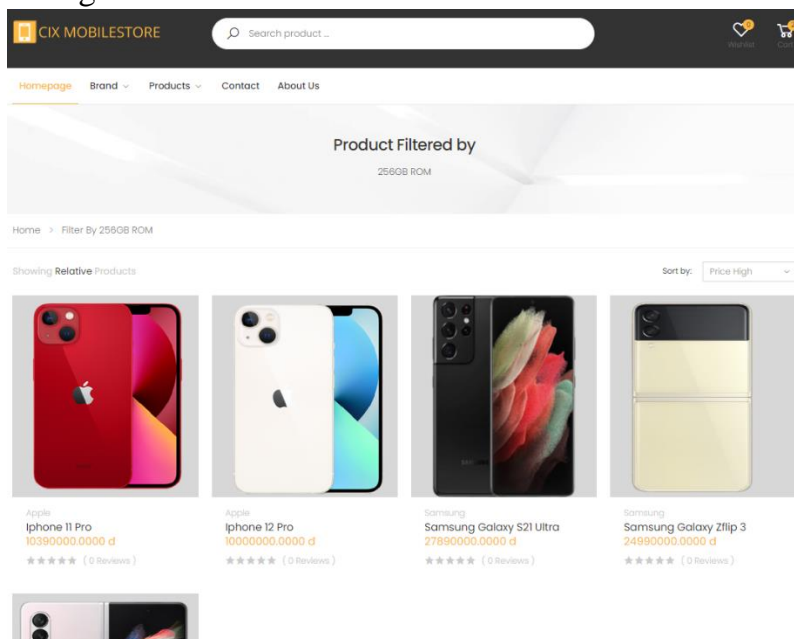 CIX MOBILESTORE
Search product ...
0
Wishlist
Cart
Homepage Brand Products Contact About Us
Product Filtered by
256GB ROM
Home > Filter By 256GB ROM
Showing Relative Products
Sort by: Price High
Apple
Iphone 11 Pro
10390000.0000 đ
( 0 Reviews )
Apple
Iphone 12 Pro
10000000.0000 đ
( 0 Reviews )
SAMSUNG
Samsung
Samsung Galaxy S21 Ultra
27890000.0000 đ
( 0 Reviews )
Samsung
Samsung Galaxy Zflip 3
24990000.0000 đ
( 0 Reviews )